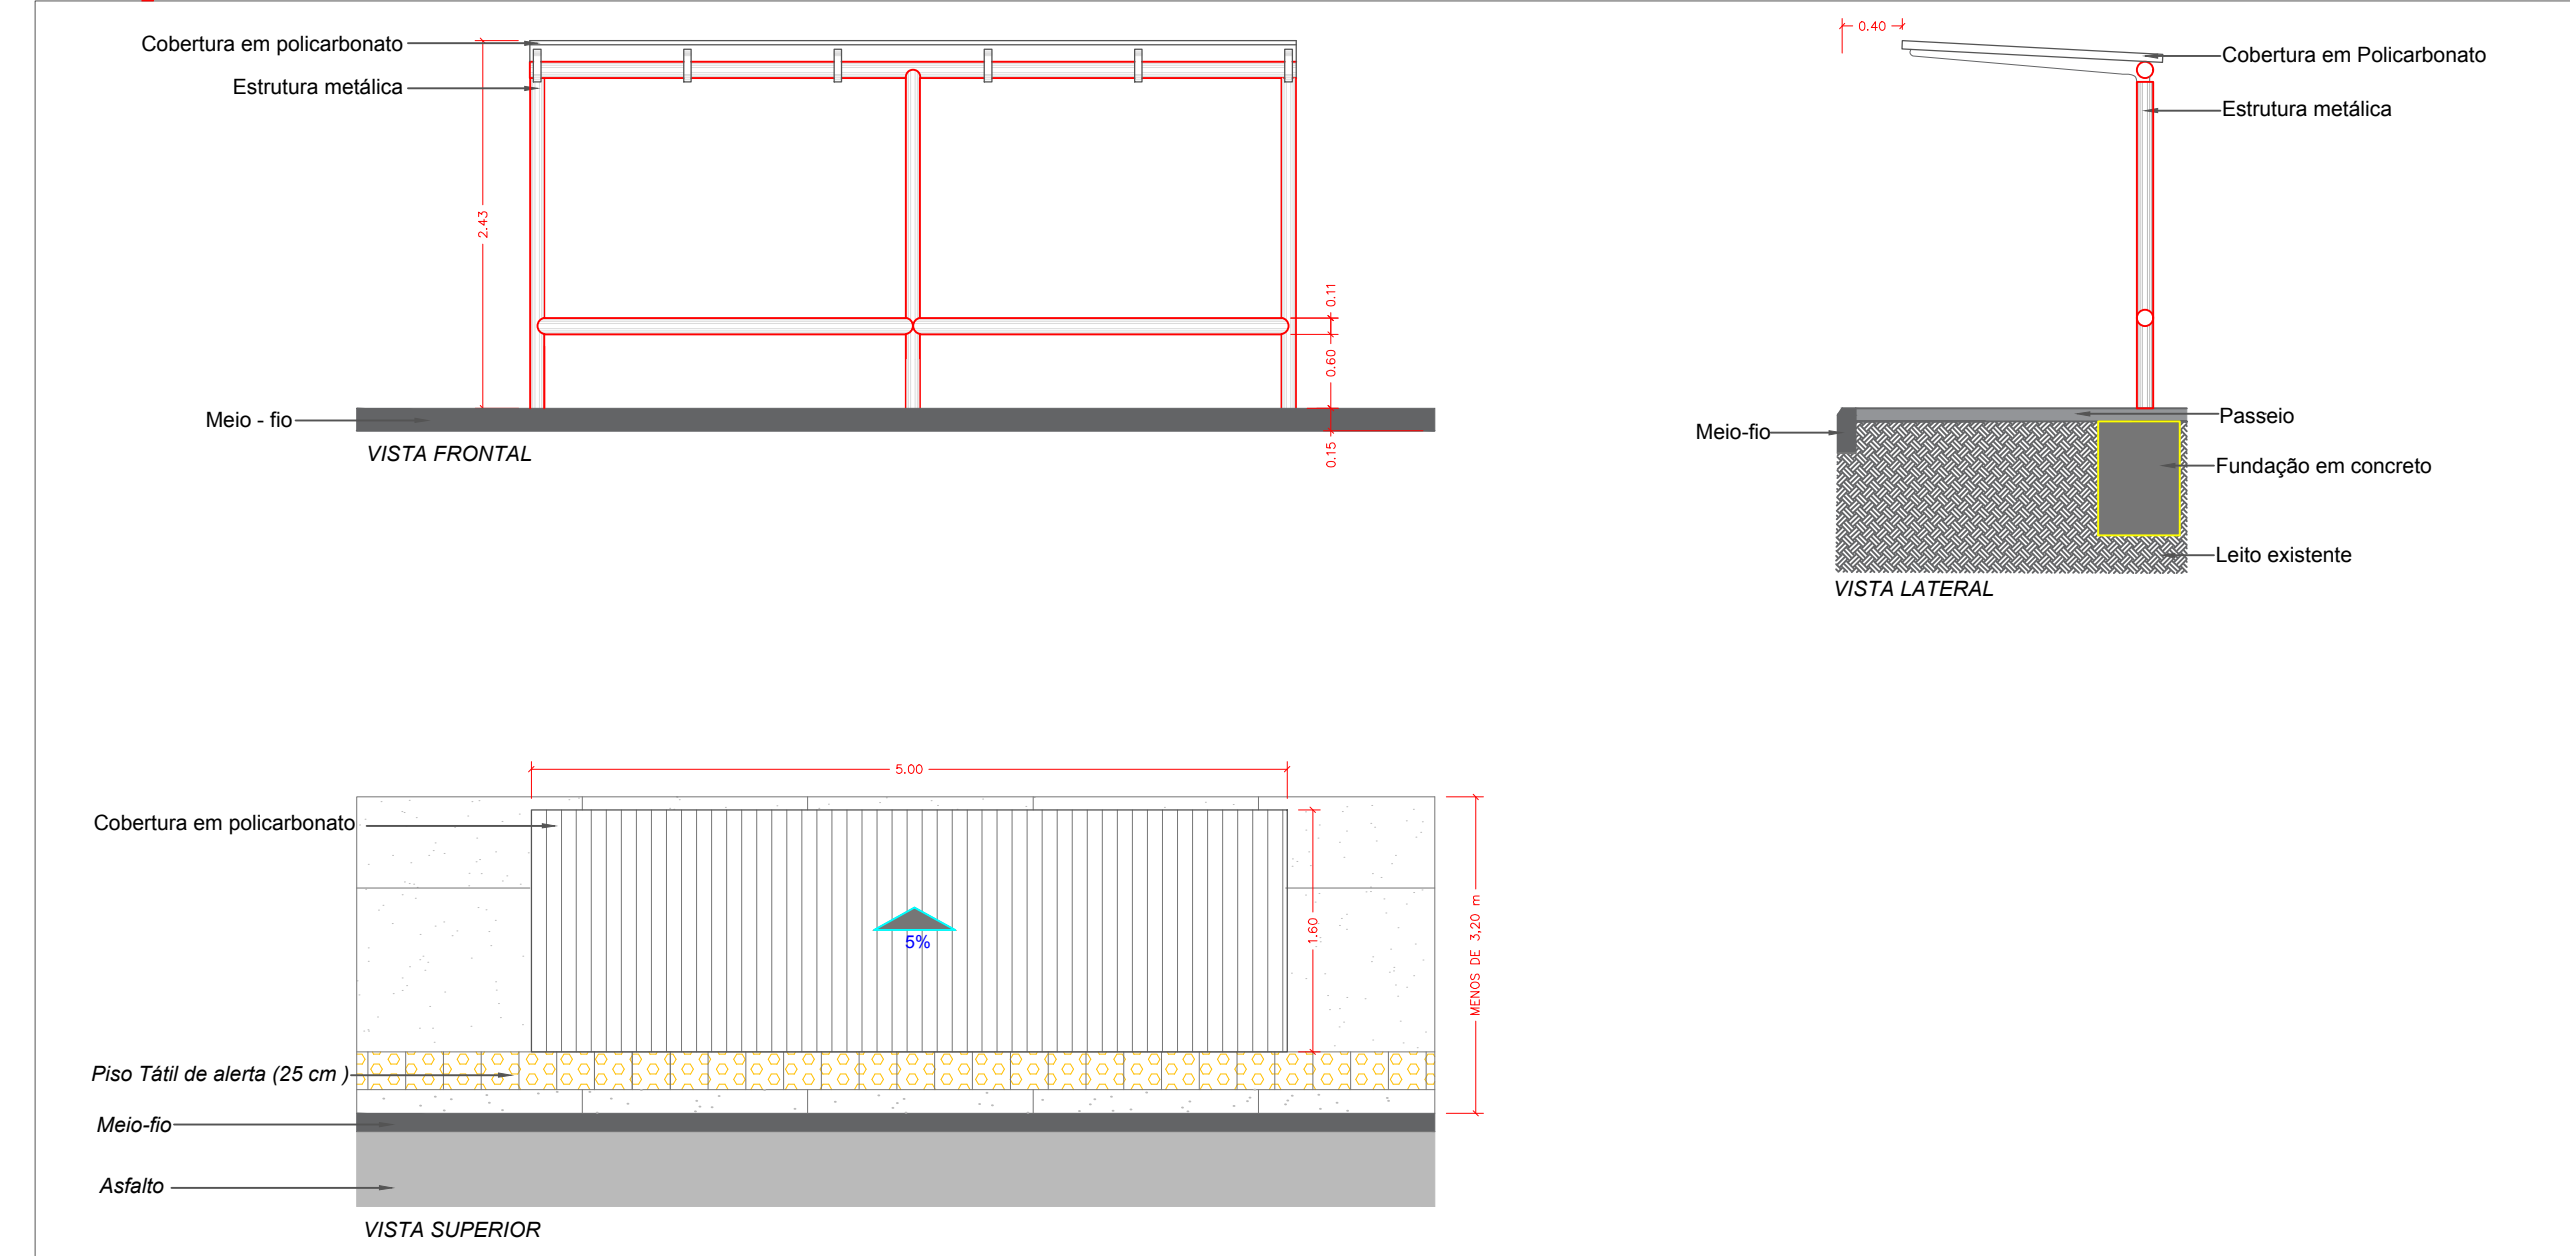 Cobertura em policarbonato
Estrutura metálica
2.43
0.11
0.60
0.15
Meio - fio
VISTA FRONTAL
0.40
Cobertura em Policarbonato
Estrutura metálica
Passeio
Meio-fio
Fundação em concreto
Leito existente
VISTA LATERAL
5.00
Cobertura em policarbonato
5%
1.60
MENOS DE 3,20 m
Piso Tátil de alerta (25 cm )
Meio-fio
Asfalto
VISTA SUPERIOR